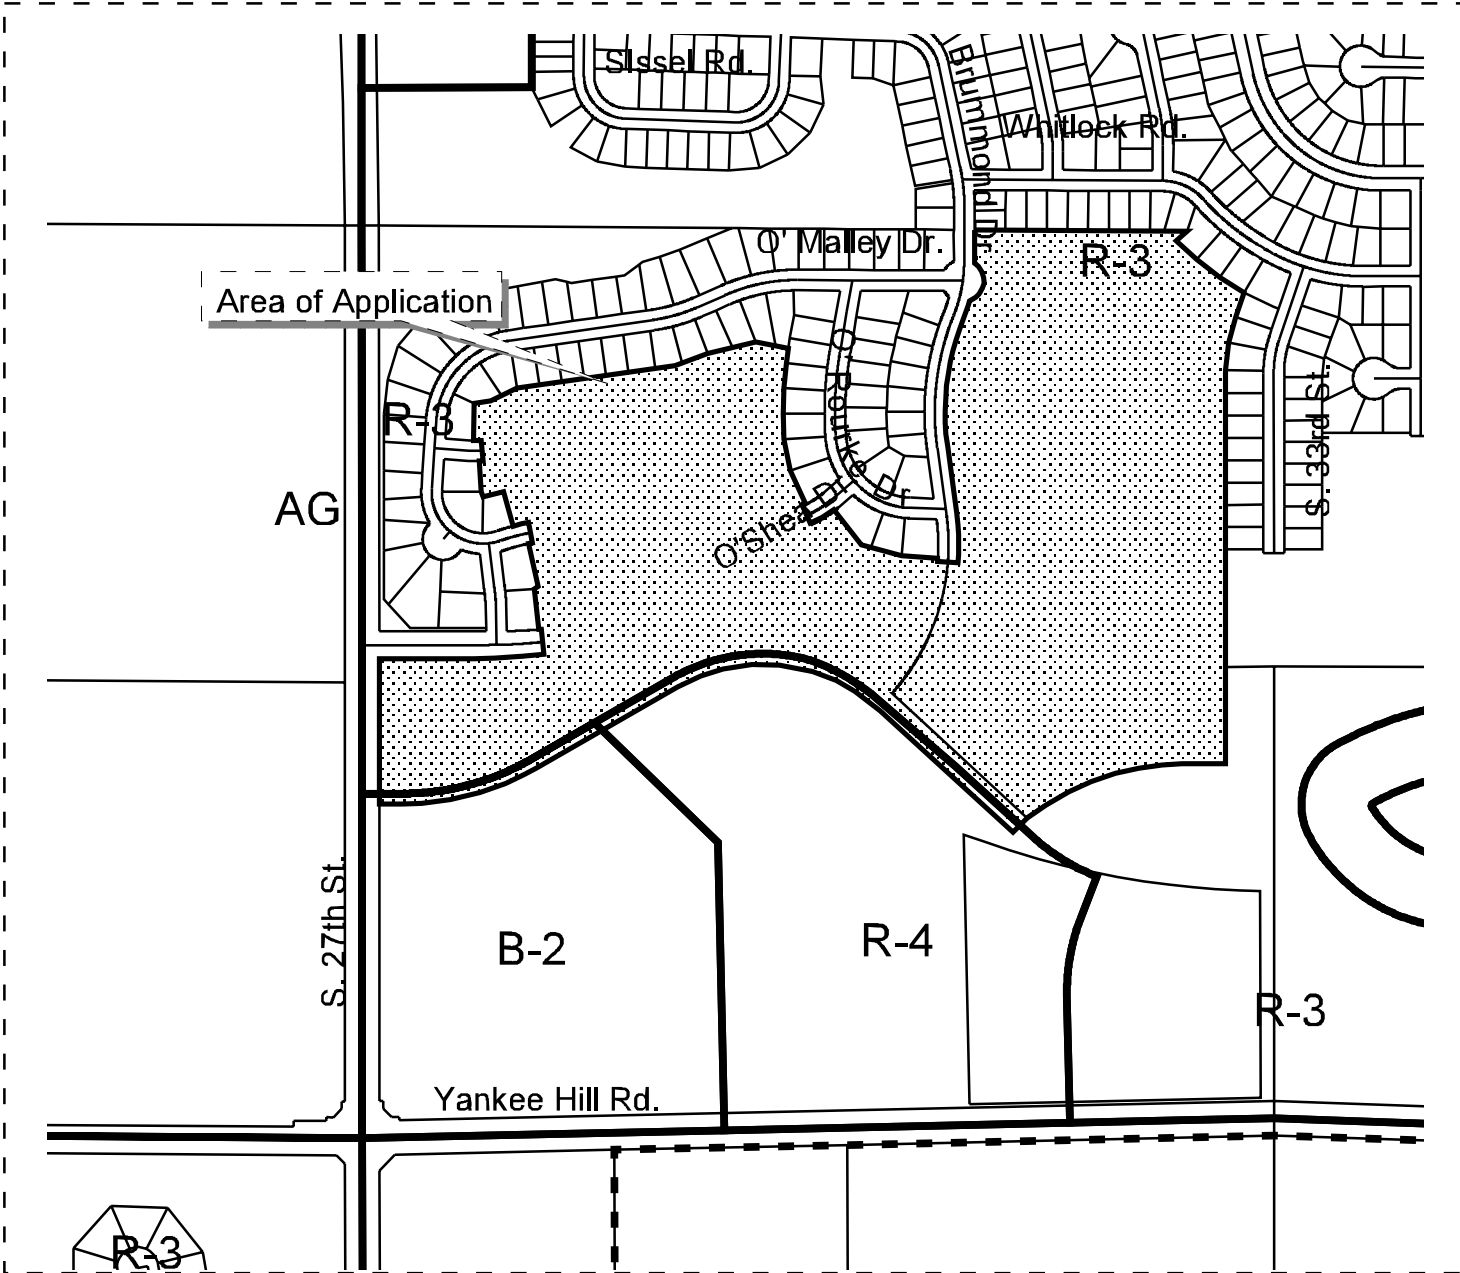 Sissel Rd.
Brummond Dr.
Whitlock Rd.
O' Malley Dr.
R-3
Area of Application
O' Rourke Dr
R-3
S. 33rd St.
AG
O'Shea Dr
S. 27th St.
B-2
R-4
R-3
Yankee Hill Rd.
R-3